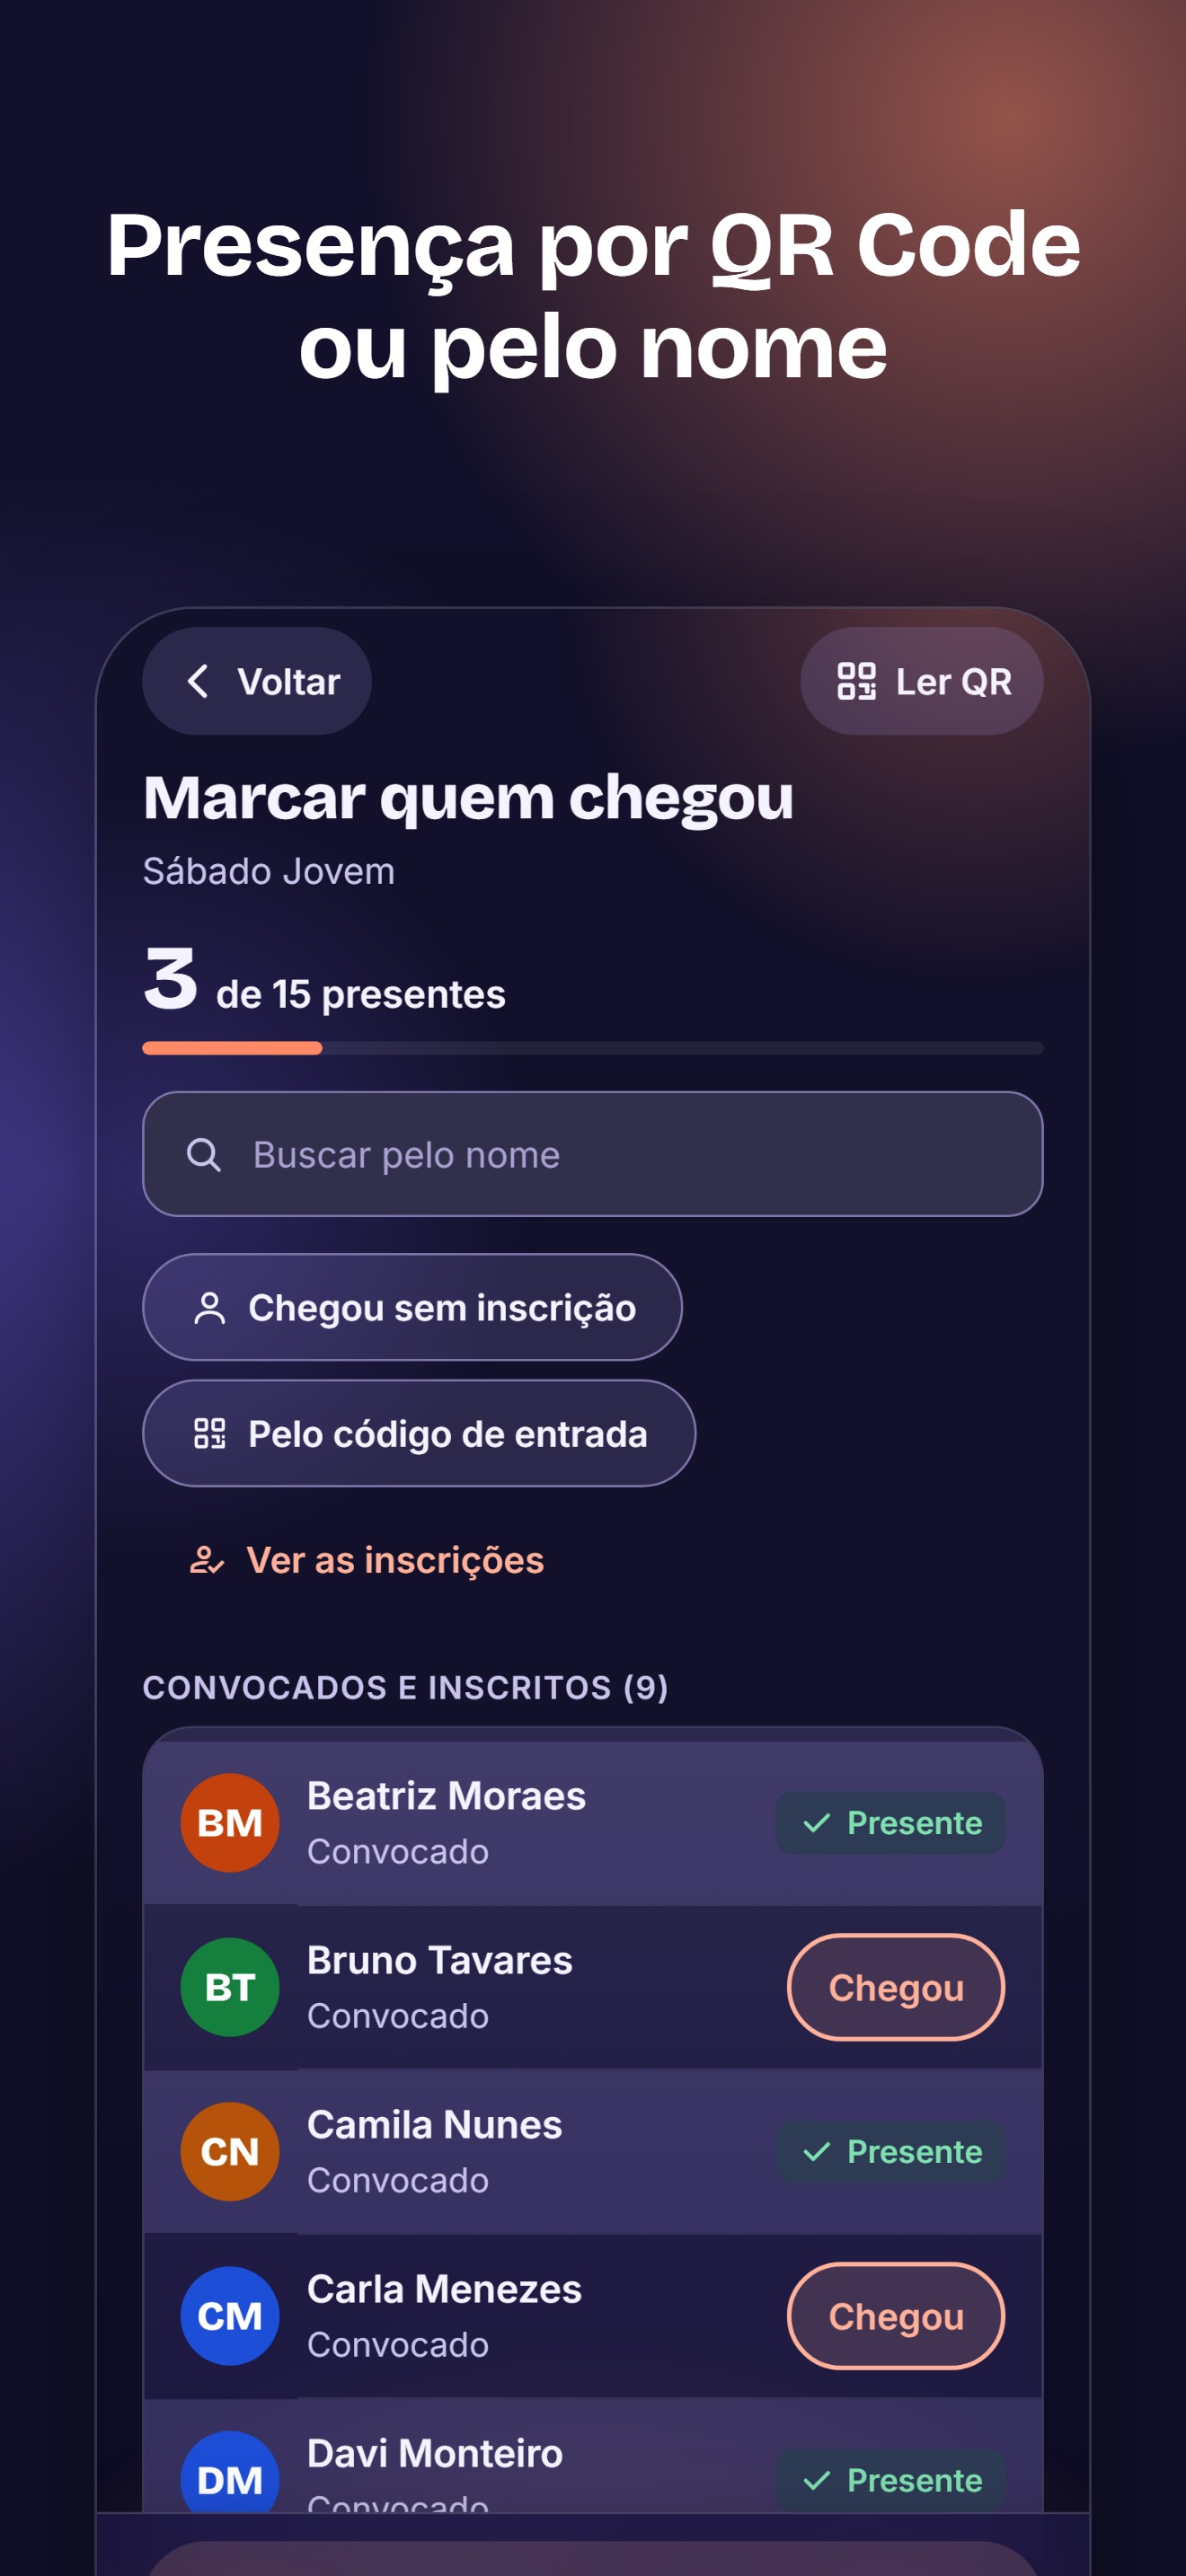 Presença por QR Code
ou pelo nome
Voltar
Ler QR
Marcar quem chegou
Sábado Jovem
3 de 15 presentes
Buscar pelo nome
Chegou sem inscrição
Pelo código de entrada
Ver as inscrições
CONVOCADOS E INSCRITOS (9)
BM
Beatriz Moraes
Convocado
Presente
BT
Bruno Tavares
Convocado
Chegou
CN
Camila Nunes
Convocado
Presente
CM
Carla Menezes
Convocado
Chegou
DM
Davi Monteiro
Convocado
Presente